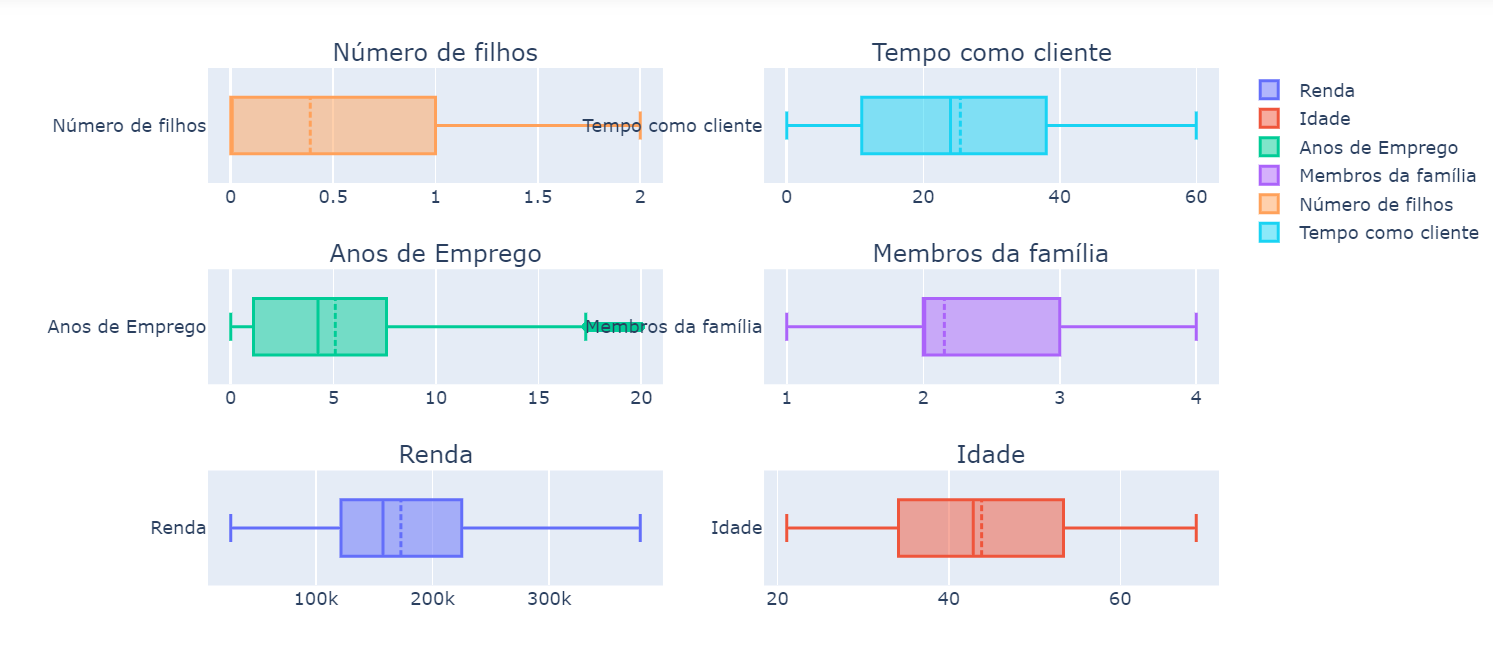 Número de filhos
Tempo como cliente
Número de filhos
Tempo como cliente
0 0.5 1 1.5 2
0 20 40 60
Renda
Idade
Anos de Emprego
Membros da família
Número de filhos
Tempo como cliente
Anos de Emprego
Membros da família
Anos de Emprego
Membros da família
0 5 10 15 20
1 2 3 4
Renda
Idade
Renda
Idade
100k 200k 300k
20 40 60